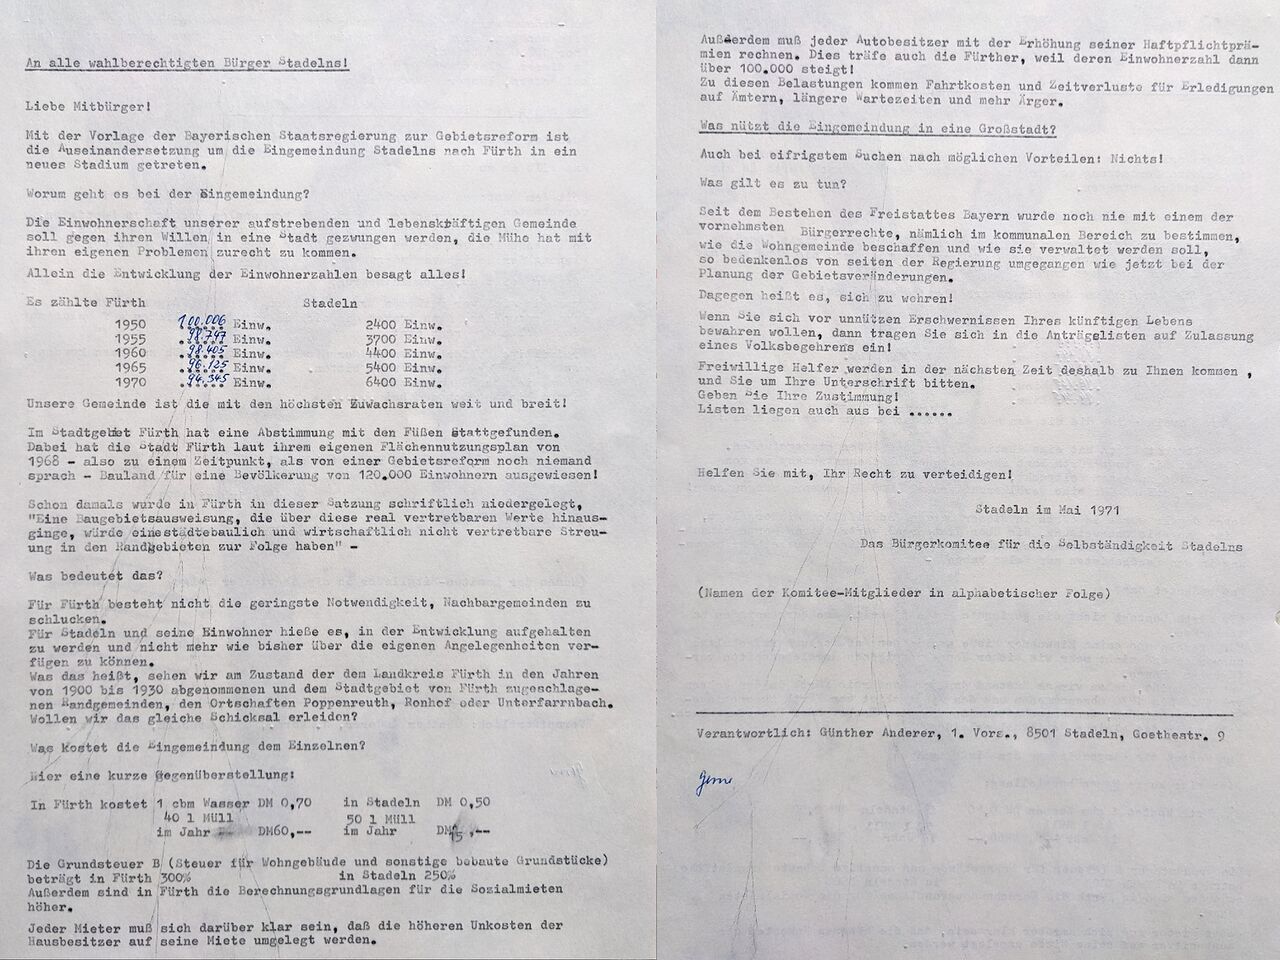 An alle wahlberechtigten Bürger Stadelns!
Liebe Mitbürger!
Mit der Vorlage der Bayerischen Staatsregierung zur Gebietsreform ist
die Auseinandersetzung um die Eingemeindung Stadelns nach Fürth in ein
neues Stadium getreten.
Worum geht es bei der Eingemeindung?
Die Einwohnerschaft unserer aufstrebenden und lebenskräftigen Gemeinde
soll gegen ihren Willen in eine Stadt gezwungen werden, die Mühe hat mit
ihren eigenen Problemen zurecht zu kommen.
Allein die Entwicklung der Einwohnerzahlen besagt alles!
Es zählte Fürth Stadeln
1950 100.006 Einw. 2400 Einw.
1955 98.747 Einw. 3700 Einw.
1960 98.405 Einw. 4400 Einw.
1965 96.125 Einw. 5400 Einw.
1970 94.345 Einw. 6400 Einw.
Unsere Gemeinde ist die mit den höchsten Zuwachsraten weit und breit!
Im Stadtgebiet Fürth hat eine Abstimmung mit den Füßen stattgefunden.
Dabei hat die Stadt Fürth laut ihrem eigenen Flächennutzungsplan von
1968 - also zu einem Zeitpunkt, als von einer Gebietsreform noch niemand
sprach - Bauland für eine Bevölkerung von 120.000 Einwohnern ausgewiesen!
Schon damals wurde in Fürth in dieser Satzung schriftlich niedergelegt,
"Eine Baugebietsausweisung, die über diese real vertretbaren Werte hinaus-
ginge, würde einestädtebaulich und wirtschaftlich nicht vertretbare Streu-
ung in den Randgebieten zur Folge haben" -
Was bedeutet das?
Für Fürth besteht nicht die geringste Notwendigkeit, Nachbargemeinden zu
schlucken.
Für Stadeln und seine Einwohner hieße es, in der Entwicklung aufgehalten
zu werden und nicht mehr wie bisher über die eigenen Angelegenheiten ver-
fügen zu können.
Was das heißt, sehen wir am Zustand der dem Landkreis Fürth in den Jahren
von 1900 bis 1930 abgenommenen und dem Stadtgebiet von Fürth zugeschlage-
nen Randgemeinden, den Ortschaften Poppenreuth, Ronhof oder Unterfarrnbach.
Wollen wir das gleiche Schicksal erleiden?
Was kostet die Eingemeindung dem Einzelnen?
Hier eine kurze Gegenüberstellung:
In Fürth kostet 1 cbm Wasser DM 0,70 in Stadeln DM 0,50
40 l Müll 50 l Müll
im Jahr DM60,-- im Jahr DM ,--
Die Grundsteuer B (Steuer für Wohngebäude und sonstige bebaute Grundstücke)
beträgt in Fürth 300% in Stadeln 250%
Außerdem sind in Fürth die Berechnungsgrundlagen für die Sozialmieten
höher.
Jeder Mieter muß sich darüber klar sein, daß die höheren Unkosten der
Hausbesitzer auf seine Miete umgelegt werden.
Außerdem muß jeder Autobesitzer mit der Erhöhung seiner Haftpflichtprä-
mien rechnen. Dies träfe auch die Fürther, weil deren Einwohnerzahl dann
über 100.000 steigt!
Zu diesen Belastungen kommen Fahrtkosten und Zeitverluste für Erledigungen
auf Ämtern, längere Wartezeiten und mehr Ärger.
Was nützt die Eingemeindung in eine Großstadt?
Auch bei eifrigstem Suchen nach möglichen Vorteilen: Nichts!
Was gilt es zu tun?
Seit dem Bestehen des Freistattes Bayern wurde noch nie mit einem der
vornehmsten Bürgerrechte, nämlich im kommunalen Bereich zu bestimmen,
wie die Wohngemeinde beschaffen und wie sie verwaltet werden soll,
so bedenkenlos von seiten der Regierung umgegangen wie jetzt bei der
Planung der Gebietsveränderungen.
Dagegen heißt es, sich zu wehren!
Wenn Sie sich vor unnützen Erschwernissen Ihres künftigen Lebens
bewahren wollen, dann tragen Sie sich in die Antragelisten auf Zulassung
eines Volksbegehrens ein!
Freiwillige Helfer werden in der nächsten Zeit deshalb zu Ihnen kommen ,
und Sie um Ihre Unterschrift bitten.
Geben Sie Ihre Zustimmung!
Listen liegen auch aus bei ......
Helfen Sie mit, Ihr Recht zu verteidigen!
Stadeln im Mai 1971
Das Bürgerkomitee für die Selbständigkeit Stadelns
(Namen der Komitee-Mitglieder in alphabetischer Folge)
Verantwortlich: Günther Anderer, 1. Vors., 8501 Stadeln, Goethestr. 9